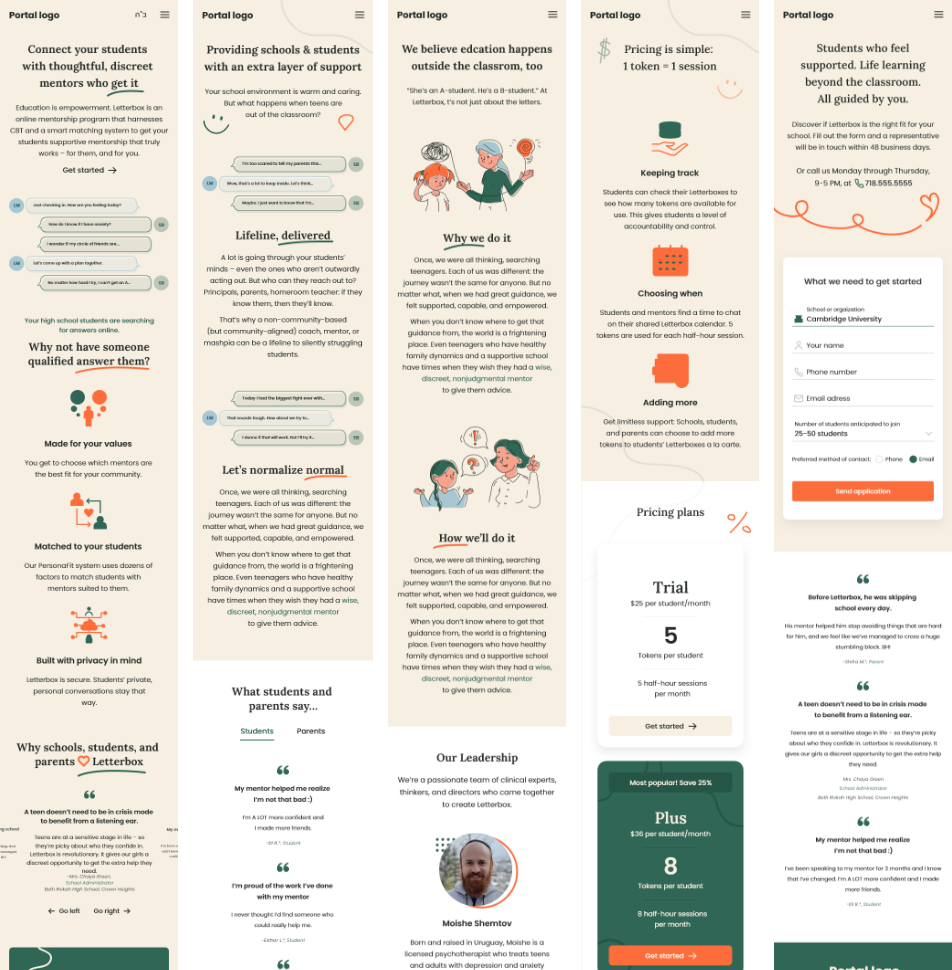 Portal logo
ב"ה
Connect your students
with thoughtful, discreet
mentors who get it
Education is empowerment. Letterbox is an
online mentorship program that harnesses
CBT and a smart matching system to get your
students supportive mentorship that truly
works – for them, and for you.
Get started →
Just checking in. How are you feeling today?
How do I know if I have anxiety?
I wonder if my circle of friends are...
Let's come up with a plan together.
No matter how hard I try, I can't get an A...
Your high school students are searching
for answers online.
Why not have someone
qualified answer them?
Made for your values
You get to choose which mentors are
the best fit for your community.
Matched to your students
Our PersonaFit system uses dozens of
factors to match students with
mentors suited to them.
Built with privacy in mind
Letterbox is secure. Students' private,
personal conversations stay that
way.
Why schools, students, and
parents Letterbox
A teen doesn't need to be in crisis mode
to benefit from a listening ear.
Teens are at a sensitive stage in life – so
they're picky about who they confide in.
Letterbox is revolutionary. It gives our girls a
discreet opportunity to get the extra help they
need.
-Mrs. Chaya Green,
School Administrator
Beth Rivkah High School, Crown Heights
← Go left
Go right →
Portal logo
Providing schools & students
with an extra layer of support
Your school environment is warm and caring.
But what happens when teens are
out of the classroom?
I'm too scared to tell my parents this...
Wow, that's a lot to keep inside. Let's think...
Maybe. I just want to know that I'm...
Lifeline, delivered
A lot is going through your students'
minds – even the ones who aren't outwardly
acting out. But who can they reach out to?
Principals, parents, homeroom teacher: if they
know them, then they'll know.
That's why a non-community-based
(but community-aligned) coach, mentor, or
mashpia can be a lifeline to silently struggling
students.
Today I had the biggest fight ever with...
That sounds tough. How about we try to...
I dunno if that will work. But I'll try it...
Let's normalize normal
Once, we were all thinking, searching
teenagers. Each of us was different: the
journey wasn't the same for anyone. But no
matter what, when we had great guidance, we
felt supported, capable, and empowered.
When you don't know where to get that
guidance from, the world is a frightening
place. Even teenagers who have healthy
family dynamics and a supportive school
have times when they wish they had a wise,
discreet, nonjudgmental mentor
to give them advice.
What students and
parents say...
Students
Parents
My mentor helped me realize
I'm not that bad :)
I'm A LOT more confident and
I made more friends.
-Eli R.*, Student
I'm proud of the work I've done
with my mentor
I never thought I'd find someone who
could really help me.
-Esther L.*, Student
Portal logo
We believe edcation happens
outside the classrom, too
"She's an A-student. He's a B-student." At
Letterbox, it's not just about the letters.
Why we do it
Once, we were all thinking, searching
teenagers. Each of us was different: the
journey wasn't the same for anyone. But no
matter what, when we had great guidance, we
felt supported, capable, and empowered.
When you don't know where to get that
guidance from, the world is a frightening
place. Even teenagers who have healthy
family dynamics and a supportive school
have times when they wish they had a wise,
discreet, nonjudgmental mentor
to give them advice.
How we'll do it
Once, we were all thinking, searching
teenagers. Each of us was different: the
journey wasn't the same for anyone. But no
matter what, when we had great guidance, we
felt supported, capable, and empowered.
When you don't know where to get that
guidance from, the world is a frightening
place. Even teenagers who have healthy
family dynamics and a supportive school
have times when they wish they had a wise,
discreet, nonjudgmental mentor
to give them advice.
Our Leadership
We're a passionate team of clinical experts,
thinkers, and directors who came together
to create Letterbox.
Moishe Shemtov
Born and raised in Uruguay, Moishe is a
licensed psychotherapist who treats teens
and adults with depression and anxiety
Portal logo
Pricing is simple:
1 token = 1 session
Keeping track
Students can check their Letterboxes to
see how many tokens are available for
use. This gives students a level of
accountability and control.
Choosing when
Students and mentors find a time to chat
on their shared Letterbox calendar. 5
tokens are used for each half-hour session.
Adding more
Get limitless support: Schools, students,
and parents can choose to add more
tokens to students' Letterboxes a la carte.
Pricing plans
Trial
$25 per student/month
5
Tokens per student
5 half-hour sessions
per month
Get started →
Most popular! Save 25%
Plus
$36 per student/month
8
Tokens per student
8 half-hour sessions
per month
Get started →
Portal logo
Students who feel
supported. Life learning
beyond the classroom.
All guided by you.
Discover if Letterbox is the right fit for your
school. Fill out the form and a representative
will be in touch within 48 business days.
Or call us Monday through Thursday,
9-5 PM, at 718.555.5555
What we need to get started
School or orgaization
Cambridge University
Your name
Phone number
Email adress
Number of students anticipated to join
25–50 students
Preferred method of contact: Phone Email
Send application
Before Letterbox, he was skipping
school every day.
His mentor helped him stop avoiding things that are hard
for him, and we feel like we've managed to cross a huge
stumbling block. BH!
-Shifra M.*, Parent
A teen doesn't need to be in crisis mode
to benefit from a listening ear.
Teens are at a sensitive stage in life – so they're picky
about who they confide in. Letterbox is revolutionary. It
gives our girls a discreet opportunity to get the extra help
they need.
-Mrs. Chaya Green
School Administrator
Beth Rivkah High School, Crown Heights
My mentor helped me realize
I'm not that bad :)
I've been speaking to my mentor for 3 months and I know
that I've changed. I'm A LOT more confident and I made
more friends.
-Eli R.*, Student
Portal logo